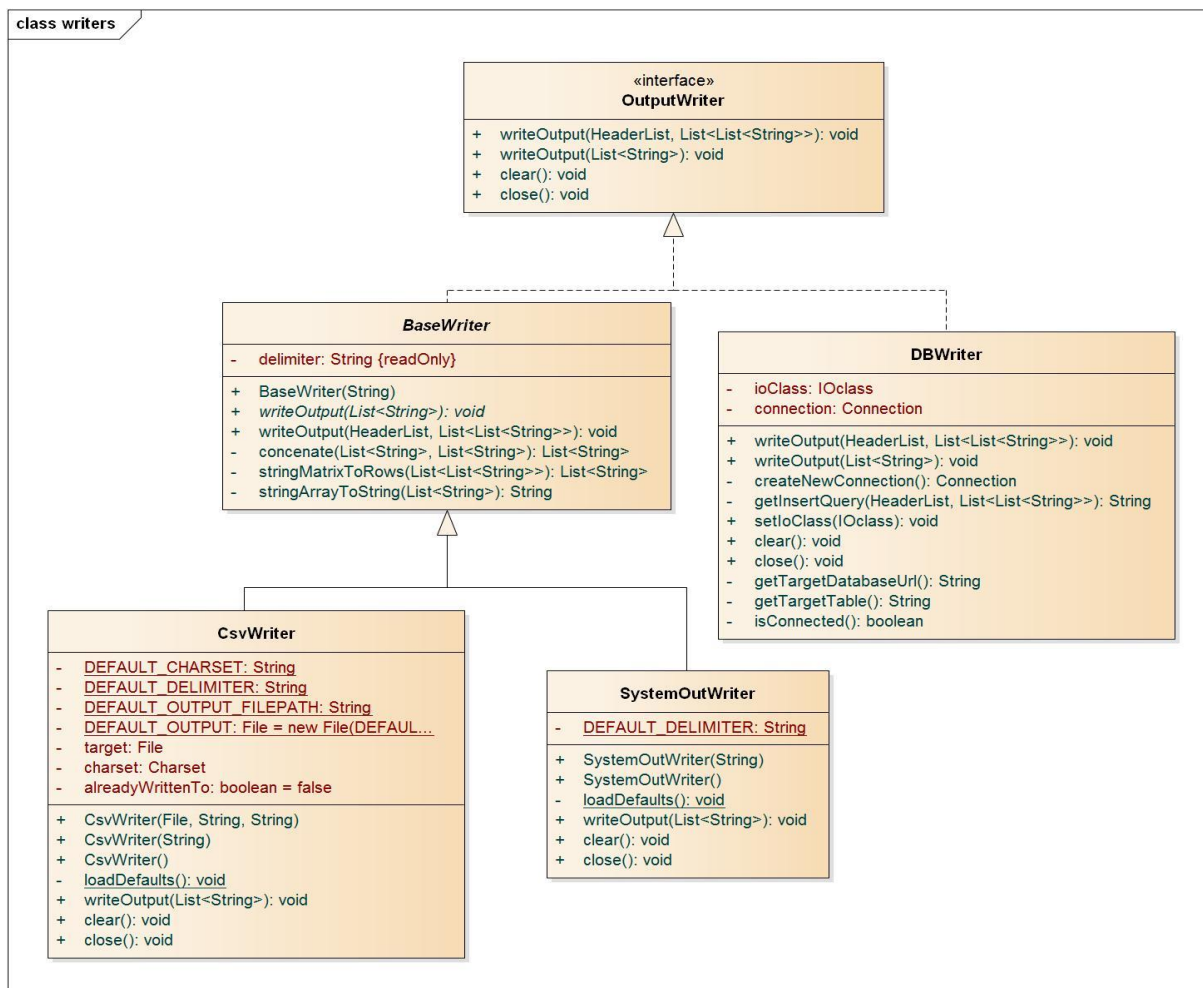 class writers
«interface»
OutputWriter
+ writeOutput(HeaderList, List<List<String>>): void
+ writeOutput(List<String>): void
+ clear(): void
+ close(): void
BaseWriter
- delimiter: String {readOnly}
+ BaseWriter(String)
+ writeOutput(List<String>): void
+ writeOutput(HeaderList, List<List<String>>): void
- concenate(List<String>, List<String>): List<String>
- stringMatrixToRows(List<List<String>>): List<String>
- stringArrayToString(List<String>): String
DBWriter
- ioClass: IOclass
- connection: Connection
+ writeOutput(HeaderList, List<List<String>>): void
+ writeOutput(List<String>): void
- createNewConnection(): Connection
- getInsertQuery(HeaderList, List<List<String>>): String
+ setIoClass(IOclass): void
+ clear(): void
+ close(): void
- getTargetDatabaseUrl(): String
- getTargetTable(): String
- isConnected(): boolean
CsvWriter
- DEFAULT_CHARSET: String
- DEFAULT_DELIMITER: String
- DEFAULT_OUTPUT_FILEPATH: String
- DEFAULT_OUTPUT: File = new File(DEFAUL...
- target: File
- charset: Charset
- alreadyWrittenTo: boolean = false
+ CsvWriter(File, String, String)
+ CsvWriter(String)
+ CsvWriter()
- loadDefaults(): void
+ writeOutput(List<String>): void
+ clear(): void
+ close(): void
SystemOutWriter
- DEFAULT_DELIMITER: String
+ SystemOutWriter(String)
+ SystemOutWriter()
- loadDefaults(): void
+ writeOutput(List<String>): void
+ clear(): void
+ close(): void